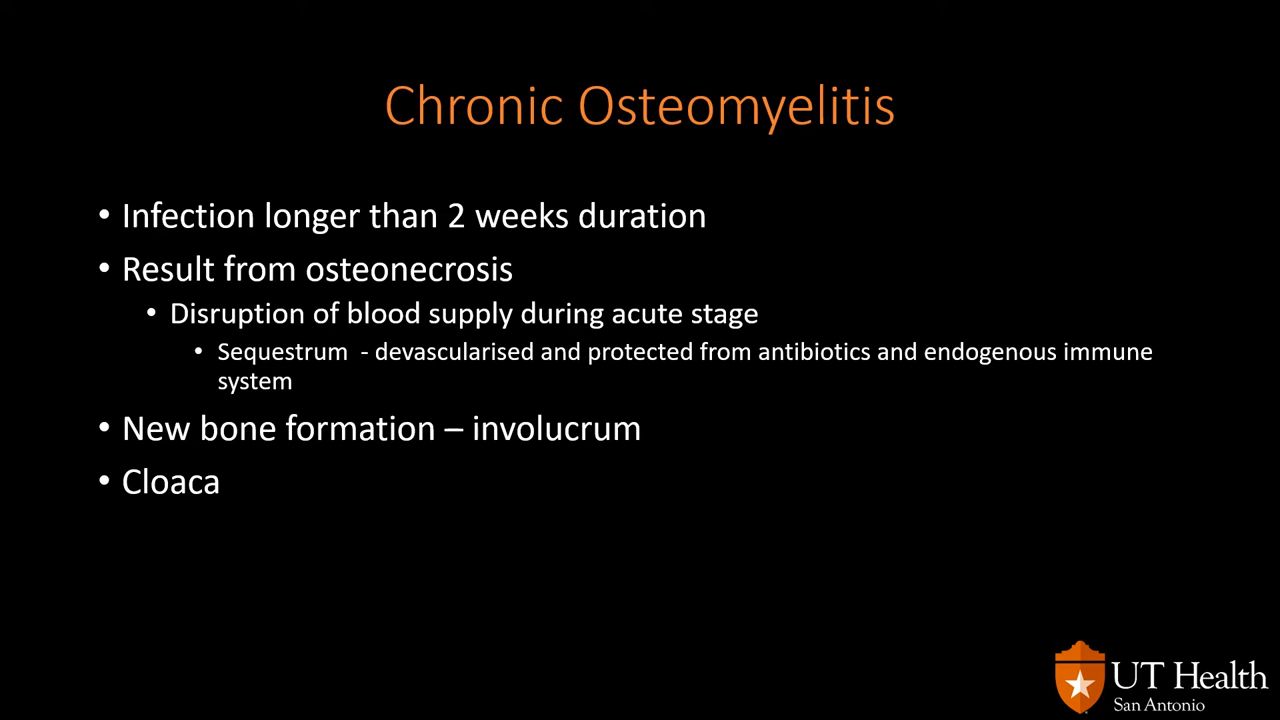 Chronic Osteomyelitis
• Infection longer than 2 weeks duration
• Result from osteonecrosis
• Disruption of blood supply during acute stage
• Sequestrum - devascularised and protected from antibiotics and endogenous immune
system
• New bone formation – involucrum
• Cloaca
UT Health
San Antonio